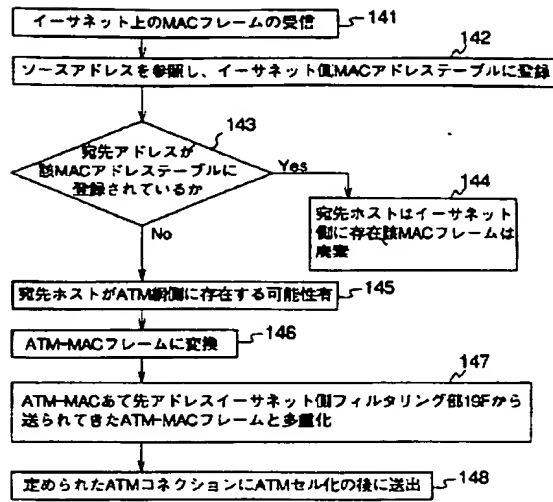 イーサネット上のMACフレームの受信
141
142
ソースアドレスを参照し、イーサネット側MACアドレステーブルに登録
143
宛先アドレスが
該MACアドレステーブルに
登録されているか
Yes
144
宛先ホストはイーサネット
側に存在該MACフレームは
廃棄
No
宛先ホストがATM網側に存在する可能性有
145
ATM-MACフレームに変換
146
147
ATM-MACあて先アドレスイーサネット側フィルタリング部19Fから
送られてきたATM-MACフレームと多重化
定められたATMコネクションにATMセル化の後に送出
148